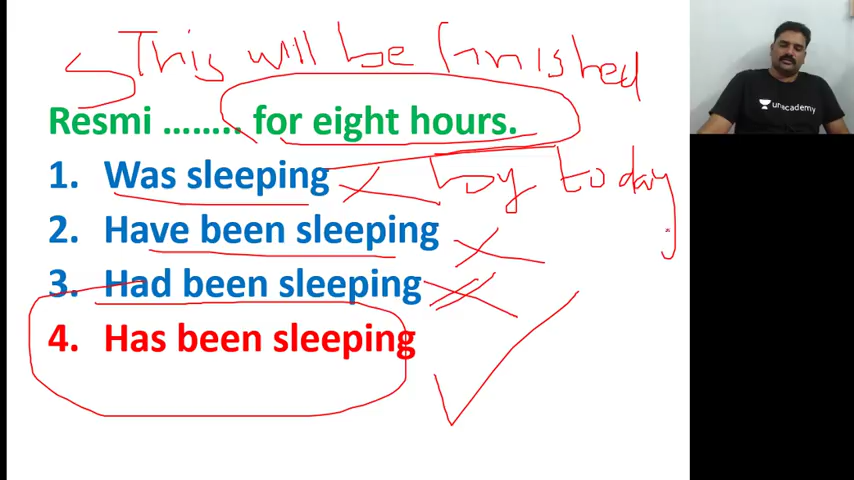 This will be finished
Resmi ........ for eight hours.
1. Was sleeping
by today
2. Have been sleeping
3. Had been sleeping
4. Has been sleeping
unacademy